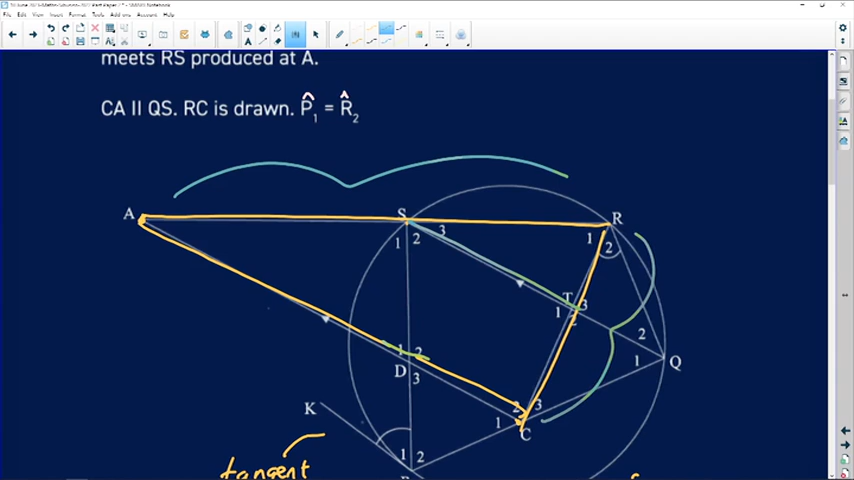 meets RS produced at A.
CA II QS. RC is drawn. P̂₁ = R̂₂
A
S
R
1
2
3
1
2
T
3
1
2
2
1
Q
1
2
D
3
K
2
3
1
C
1
2
tangent